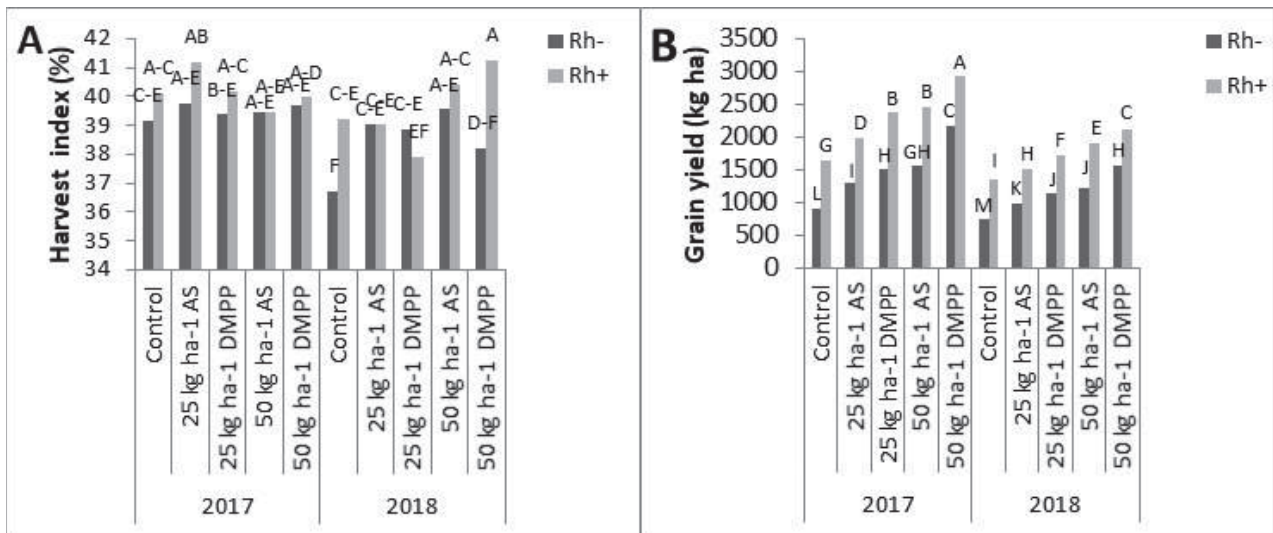 A
Harvest index (%)
42
41
40
39
38
37
36
35
34
C-E
A-C
A-E
AB
B-E
A-C
A-E
A-E
A-E
A-D
F
C-E
C-E
C-E
C-E
EF
A-E
A-C
D-F
A
Rh-
Rh+
Control
25 kg ha-1 AS
25 kg ha-1 DMPP
50 kg ha-1 AS
50 kg ha-1 DMPP
Control
25 kg ha-1 AS
25 kg ha-1 DMPP
50 kg ha-1 AS
50 kg ha-1 DMPP
2017
2018
B
Grain yield (kg ha)
3500
3000
2500
2000
1500
1000
500
0
L
G
I
D
H
B
GH
B
C
A
M
I
K
H
J
F
J
E
H
C
Rh-
Rh+
Control
25 kg ha-1 AS
25 kg ha-1 DMPP
50 kg ha-1 AS
50 kg ha-1 DMPP
Control
25 kg ha-1 AS
25 kg ha-1 DMPP
50 kg ha-1 AS
50 kg ha-1 DMPP
2017
2018